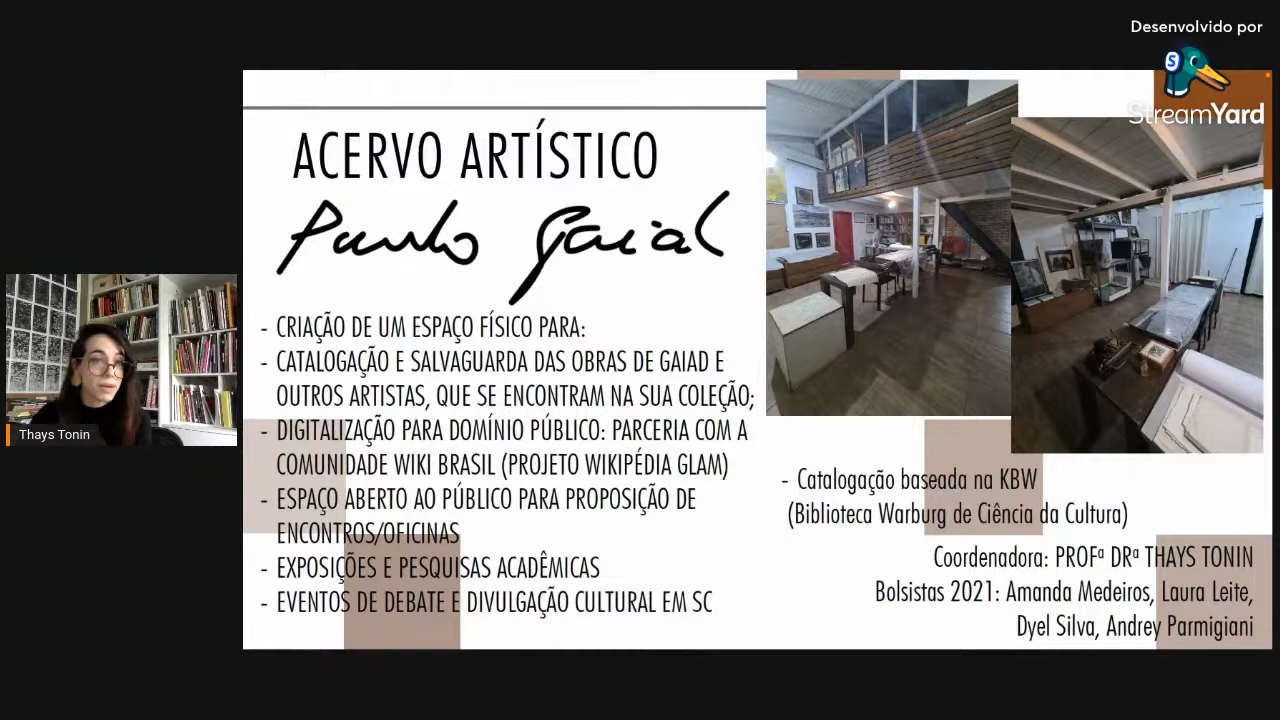 Desenvolvido por
StreamYard
ACERVO ARTÍSTICO
Punho Gaiad
- CRIAÇÃO DE UM ESPAÇO FÍSICO PARA:
- CATALOGAÇÃO E SALVAGUARDA DAS OBRAS DE GAIAD E
OUTROS ARTISTAS, QUE SE ENCONTRAM NA SUA COLEÇÃO;
- DIGITALIZAÇÃO PARA DOMÍNIO PÚBLICO: PARCERIA COM A
COMUNIDADE WIKI BRASIL (PROJETO WIKIPÉDIA GLAM)
- ESPAÇO ABERTO AO PÚBLICO PARA PROPOSIÇÃO DE
ENCONTROS/OFICINAS
- EXPOSIÇÕES E PESQUISAS ACADÊMICAS
- EVENTOS DE DEBATE E DIVULGAÇÃO CULTURAL EM SC
- Catalogação baseada na KBW
(Biblioteca Warburg de Ciência da Cultura)
Coordenadora: PROFª DRª THAYS TONIN
Bolsistas 2021: Amanda Medeiros, Laura Leite,
Dyel Silva, Andrey Parmigiani
Thays Tonin